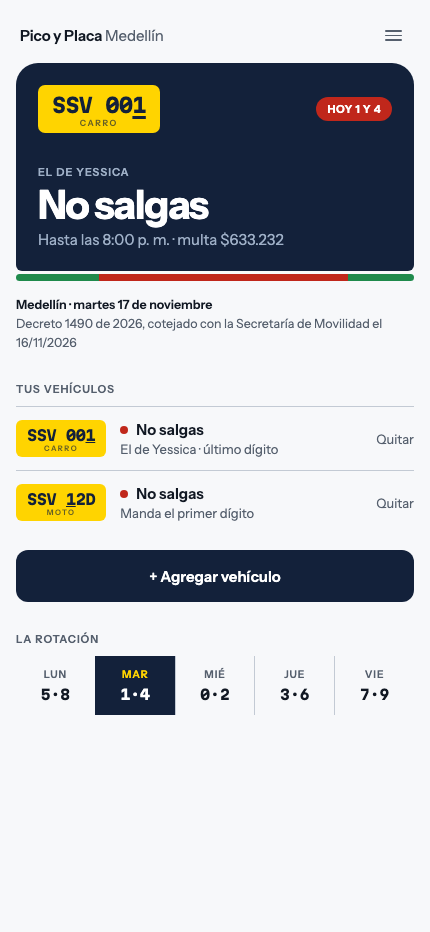 Pico y Placa Medellín
SSV 001
CARRO
HOY 1 Y 4
EL DE YESSICA
No salgas
Hasta las 8:00 p. m. · multa $633.232
Medellín · martes 17 de noviembre
Decreto 1490 de 2026, cotejado con la Secretaría de Movilidad el
16/11/2026
TUS VEHÍCULOS
SSV 001
CARRO
No salgas
El de Yessica · último dígito
Quitar
SSV 12D
MOTO
No salgas
Manda el primer dígito
Quitar
+ Agregar vehículo
LA ROTACIÓN
LUN MAR MIÉ JUE VIE
5·8 1·4 0·2 3·6 7·9